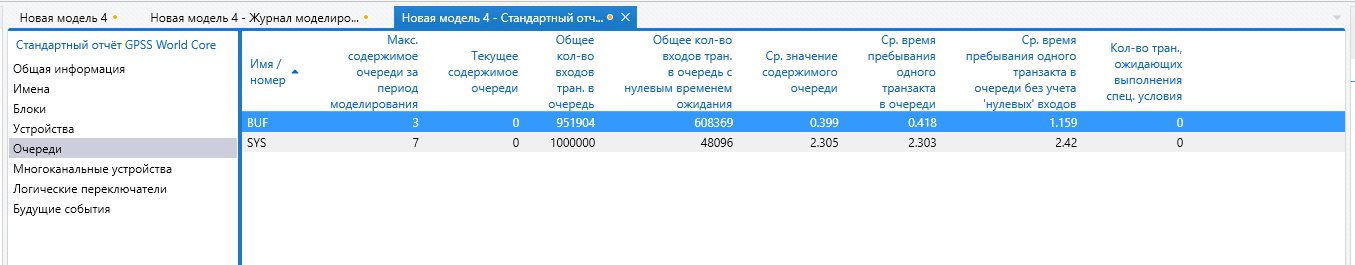 Новая модель 4
Новая модель 4 - Журнал моделиро...
Новая модель 4 - Стандартный отч...
Стандартный отчёт GPSS World Core
Общая информация
Имена
Блоки
Устройства
Очереди
Многоканальные устройства
Логические переключатели
Будущие события
Имя /
номер
Макс.
содержимое
очереди за
период
моделирования
Текущее
содержимое
очереди
Общее
кол-во
входов
тран. в
очередь
Общее кол-во
входов тран.
в очередь с
нулевым временем
ожидания
Ср. значение
содержимого
очереди
Ср. время
пребывания
одного
транзакта
в очереди
Ср. время
пребывания одного
транзакта в
очереди без учета
'нулевых' входов
Кол-во тран.,
ожидающих
выполнения
спец. условия
BUF 3 0 951904 608369 0.399 0.418 1.159 0
SYS 7 0 1000000 48096 2.305 2.303 2.42 0